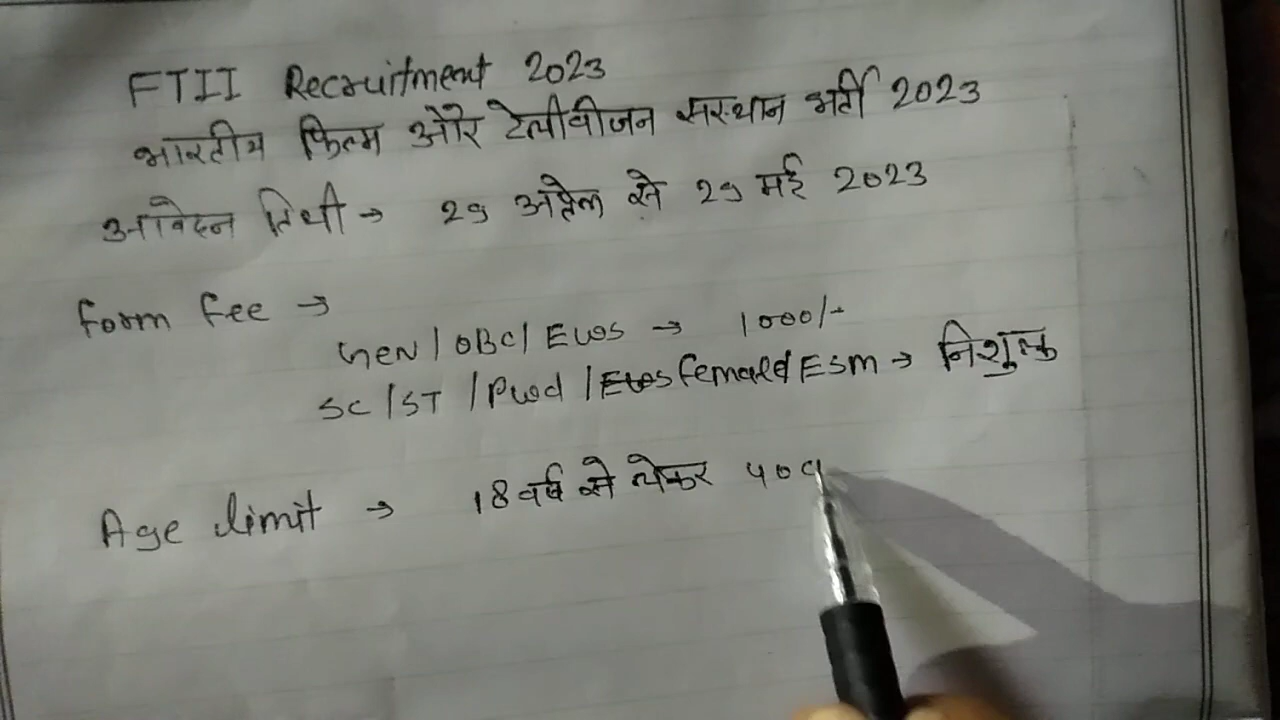 FTII Recruitment 2023
भारतीय फिल्म और टेलीवीजन संस्थान भर्ती 2023
आवेदन तिथी → 29 अप्रैल से 29 मई 2023
Form fee →
Gen/OBC/Ews → 1000/-
SC/ST/Pwd/Ews Female/ESM → निशुल्क
Age limit → 18 वर्ष से लेकर 40 व